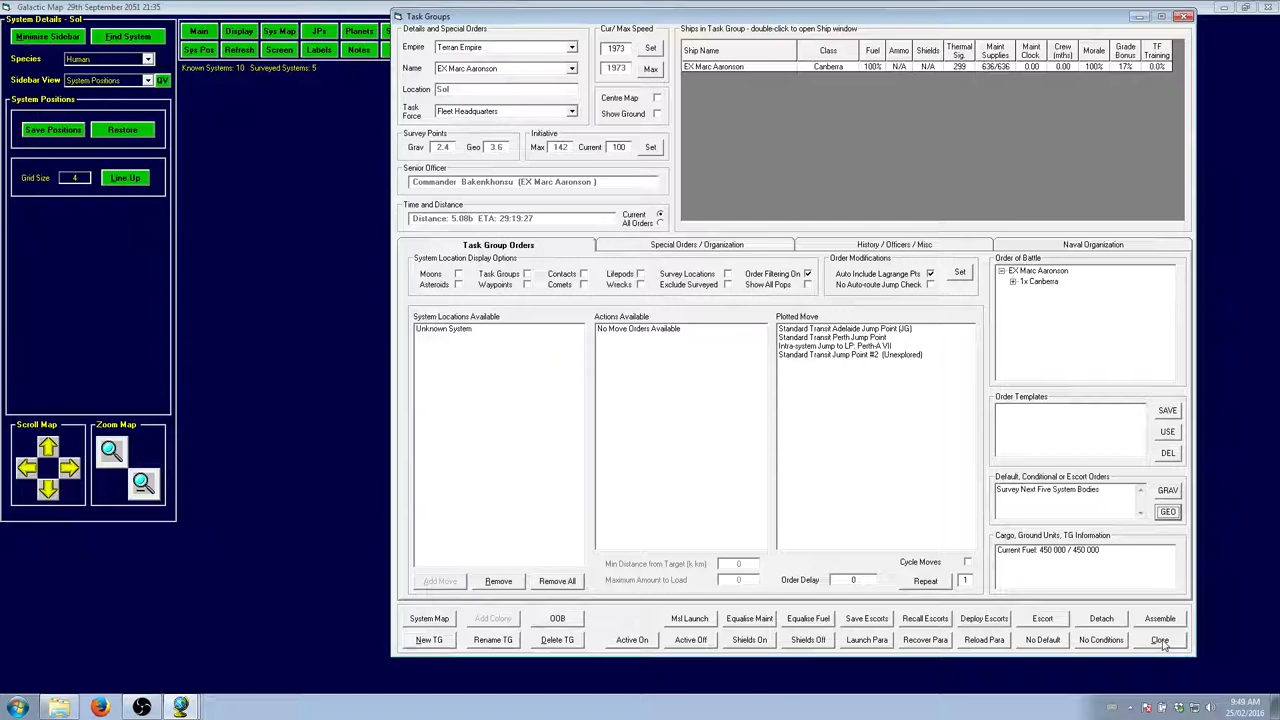 Galactic Map 29th September 2051 21:35
System Details - Sol
Minimise Sidebar
Find System
Species
Human
Sidebar View
System Positions
QV
System Positions
Save Positions
Restore
Grid Size
4
Line Up
Scroll Map
Zoom Map
Main
Display
Sys Map
JPs
Planets
Sys Pos
Refresh
Screen
Labels
Notes
Known Systems: 10 Surveyed Systems: 5
Task Groups
Details and Special Orders
Empire
Terran Empire
Name
EX Marc Aaronson
Location
Sol
Task
Force
Fleet Headquarters
Cur/ Max Speed
1973
Set
1973
Max
Centre Map
Show Ground
Survey Points
Grav
2.4
Geo
3.6
Initiative
Max
142
Current
100
Set
Senior Officer
Commander Bakenkhonsu (EX Marc Aaronson )
Time and Distance
Distance: 5.08b ETA: 29:19:27
Current
All Orders
Ships in Task Group - double-click to open Ship window
Ship Name
Class
Fuel
Ammo
Shields
Thermal
Sig.
Maint
Supplies
Maint
Clock
Crew
(mths)
Morale
Grade
Bonus
TF
Training
EX Marc Aaronson
Canberra
100%
N/A
N/A
299
636/636
0.00
0.00
100%
17%
0.0%
Task Group Orders
Special Orders / Organization
History / Officers / Misc
Naval Organization
System Location Display Options
Moons
Task Groups
Contacts
Lifepods
Survey Locations
Order Filtering On
Asteroids
Waypoints
Comets
Wrecks
Exclude Surveyed
Show All Pops
Order Modifications
Auto Include Lagrange Pts
Set
No Auto-route Jump Check
Order of Battle
EX Marc Aaronson
1x Canberra
System Locations Available
Unknown System
Actions Available
No Move Orders Available
Plotted Move
Standard Transit Adelaide Jump Point (JG)
Standard Transit Perth Jump Point
Intra-system Jump to LP: Perth-A VII
Standard Transit Jump Point #2 (Unexplored)
Order Templates
SAVE
USE
DEL
Default, Conditional or Escort Orders
Survey Next Five System Bodies
GRAV
GEO
Cargo, Ground Units, TG Information
Current Fuel: 450 000 / 450 000
Min Distance from Target (k km)
0
Cycle Moves
Add Move
Remove
Remove All
Maximum Amount to Load
0
Order Delay
0
Repeat
1
System Map
Add Colony
OOB
Msl Launch
Equalise Maint
Equalise Fuel
Save Escorts
Recall Escorts
Deploy Escorts
Escort
Detach
Assemble
New TG
Rename TG
Delete TG
Active On
Active Off
Shields On
Shields Off
Launch Para
Recover Para
Reload Para
No Default
No Conditions
Close
9:49 AM
25/02/2016